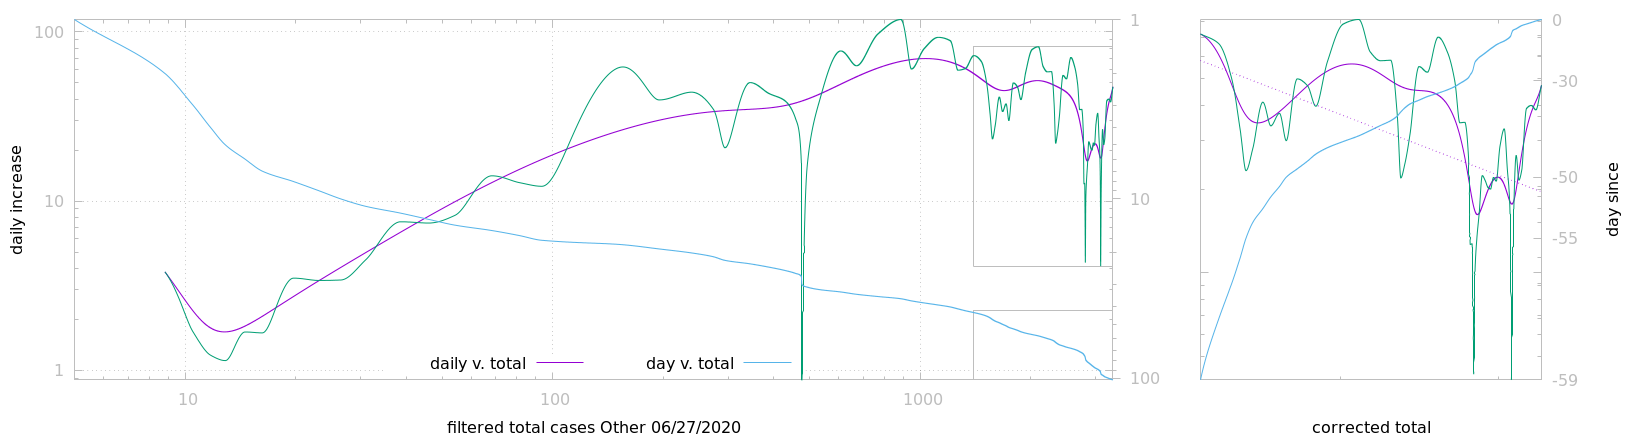 100
10
1
daily increase
10
100
1000
filtered total cases Other 06/27/2020
daily v. total
day v. total
1
10
100
0
-30
-50
-55
-59
day since
corrected total